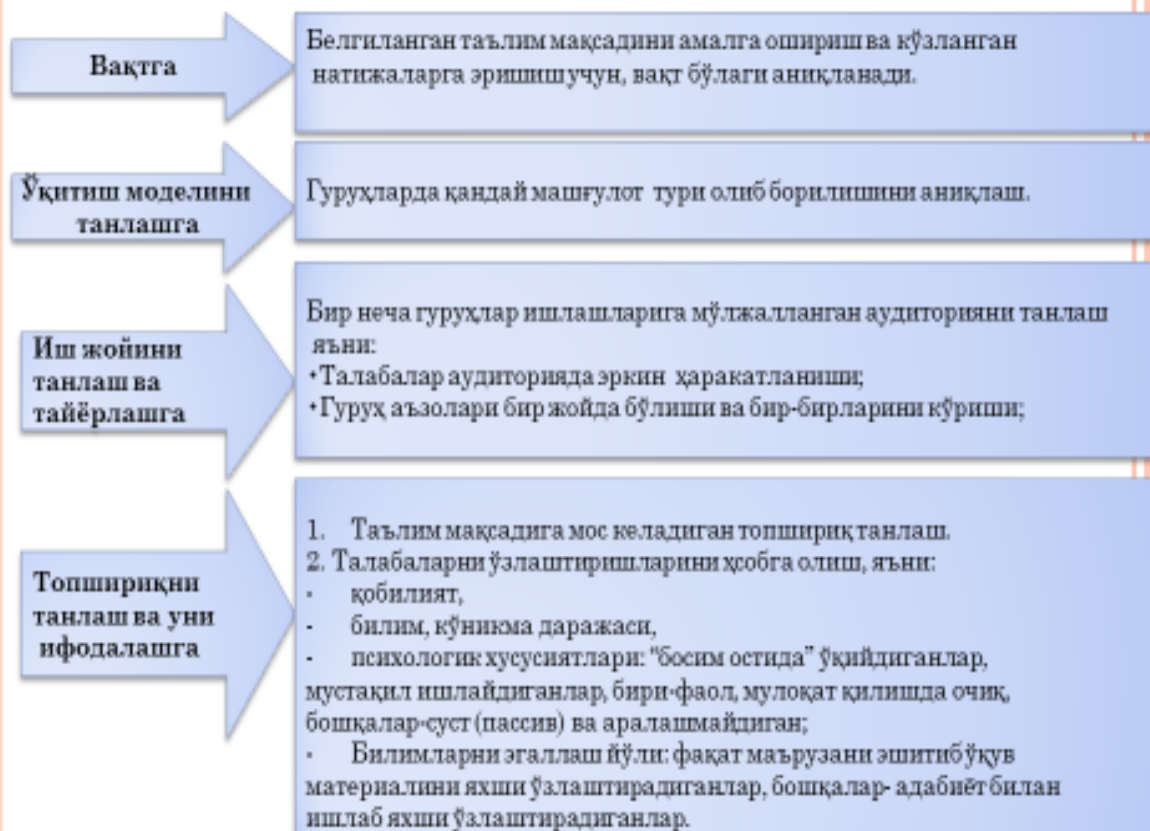 Вақтга
Белгиланган таълим мақсадини амалга ошириш ва кўзланган
натижаларга эришиш учун, вақт бўлаги аниқланади.
Ўқитиш моделини
танлашга
Гуруҳларда қандай машғулот тури олиб борилишини аниқлаш.
Иш жойини
танлаш ва
тайёрлашга
Бир неча гуруҳлар ишлашларига мўлжалланган аудиторияни танлаш
яъни:
•Талабалар аудиторияда эркин ҳаракатланиши;
•Гуруҳ аъзолари бир жойда бўлиши ва бир-бирларини кўриши;
Топшириқни
танлаш ва уни
ифодалашга
1. Таълим мақсадига мос келадиган топшириқ танлаш.
2. Талабаларни ўзлаштиришларини ҳсобга олиш, яъни:
- қобилият,
- билим, кўникма даражаси,
- психологик хусусиятлари: “босим остида” ўқийдиганлар,
мустақил ишлайдиганлар, бири-фаол, мулоқат қилишда очиқ,
бошқалар-суст (пассив) ва аралашмайдиган;
- Билимларни эгаллаш йўли: фақат маърузани эшитиб ўқув
материалини яхши ўзлаштирадиганлар, бошқалар- адабиёт билан
ишлаб яхши ўзлаштирадиганлар.